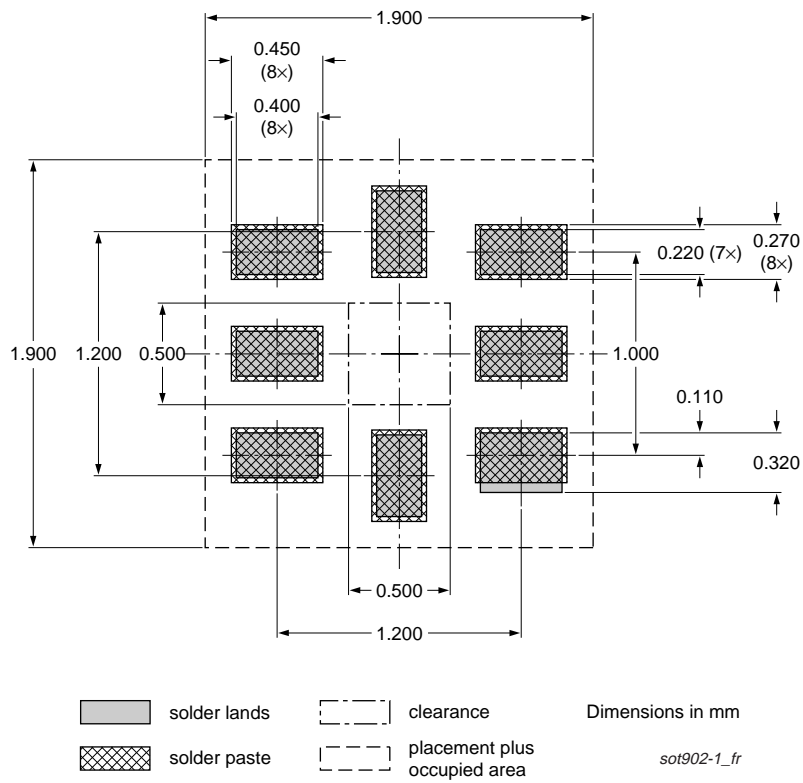 1.900
0.450
(8×)
0.400
(8×)
0.220 (7×)
0.270
(8×)
1.900
1.200
0.500
1.000
0.110
0.320
0.500
1.200
solder lands
clearance
Dimensions in mm
solder paste
placement plus
occupied area
sot902-1_fr